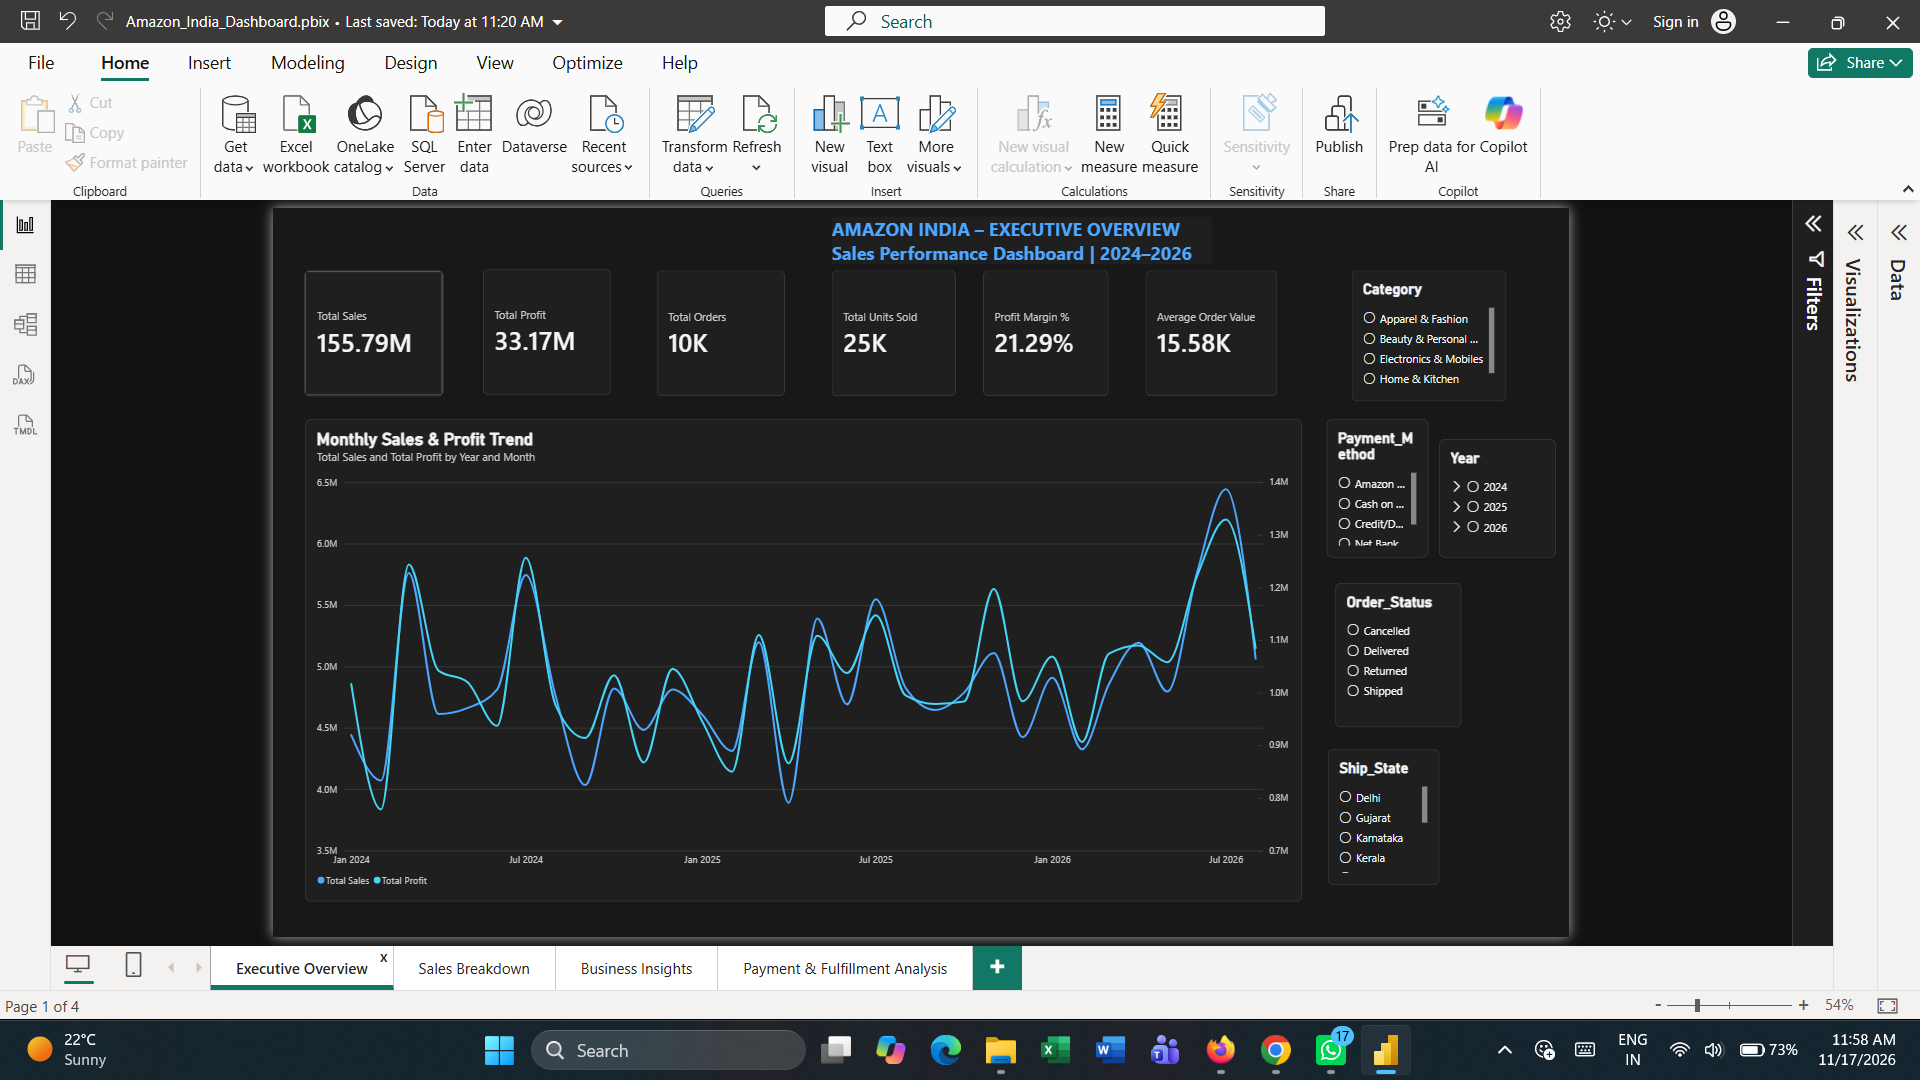 Amazon_India_Dashboard.pbix • Last saved: Today at 11:20 AM
Search
Sign in
File Home Insert Modeling Design View Optimize Help
Share
Paste
Cut
Copy
Format painter
Clipboard
Get data
Excel workbook
OneLake catalog
SQL Server
Enter data
Dataverse
Recent sources
Data
Transform data
Refresh
Queries
New visual
Text box
More visuals
Insert
New visual calculation
New measure
Quick measure
Calculations
Sensitivity
Sensitivity
Publish
Share
Prep data for AI
Copilot
Copilot
DAX
TMDL
AMAZON INDIA – EXECUTIVE OVERVIEW
Sales Performance Dashboard | 2024–2026
Total Sales
155.79M
Total Profit
33.17M
Total Orders
10K
Total Units Sold
25K
Profit Margin %
21.29%
Average Order Value
15.58K
Category
Apparel & Fashion
Beauty & Personal ...
Electronics & Mobiles
Home & Kitchen
Monthly Sales & Profit Trend
Total Sales and Total Profit by Year and Month
6.5M
6.0M
5.5M
5.0M
4.5M
4.0M
3.5M
1.4M
1.3M
1.2M
1.1M
1.0M
0.9M
0.8M
0.7M
Jan 2024 Jul 2024 Jan 2025 Jul 2025 Jan 2026 Jul 2026
Total Sales Total Profit
Payment_M
ethod
Amazon ...
Cash on ...
Credit/D...
Net Bank
Year
2024
2025
2026
Order_Status
Cancelled
Delivered
Returned
Shipped
Ship_State
Delhi
Gujarat
Karnataka
Kerala
Filters
Visualizations
Data
Executive Overview x
Sales Breakdown
Business Insights
Payment & Fulfillment Analysis
+
Page 1 of 4
- + 54%
22°C
Sunny
Search
17
ENG
IN
73%
11:58 AM
11/17/2026